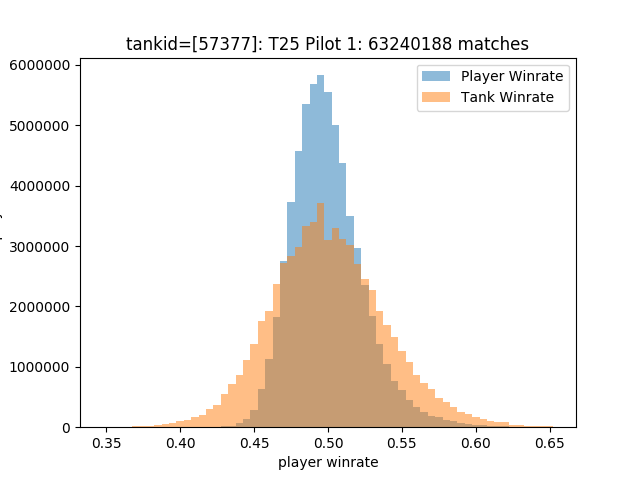 tankid=[57377]: T25 Pilot 1: 63240188 matches
Player Winrate
Tank Winrate
6000000
5000000
4000000
3000000
2000000
1000000
0
0.35 0.40 0.45 0.50 0.55 0.60 0.65
player winrate